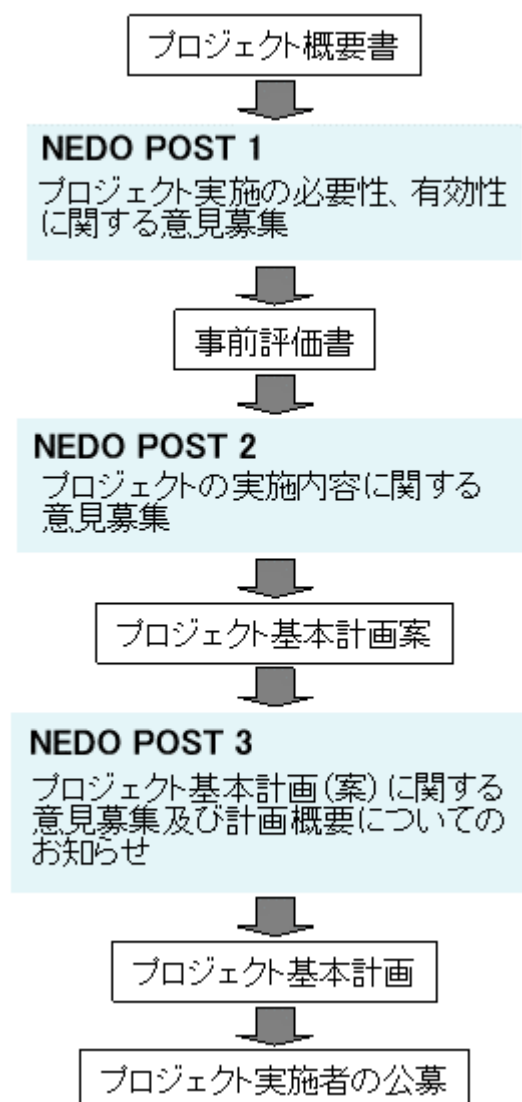 プロジェクト概要書
NEDO POST 1
プロジェクト実施の必要性、有効性
に関する意見募集
事前評価書
NEDO POST 2
プロジェクトの実施内容に関する
意見募集
プロジェクト基本計画案
NEDO POST 3
プロジェクト基本計画(案)に関する
意見募集及び計画概要についての
お知らせ
プロジェクト基本計画
プロジェクト実施者の公募